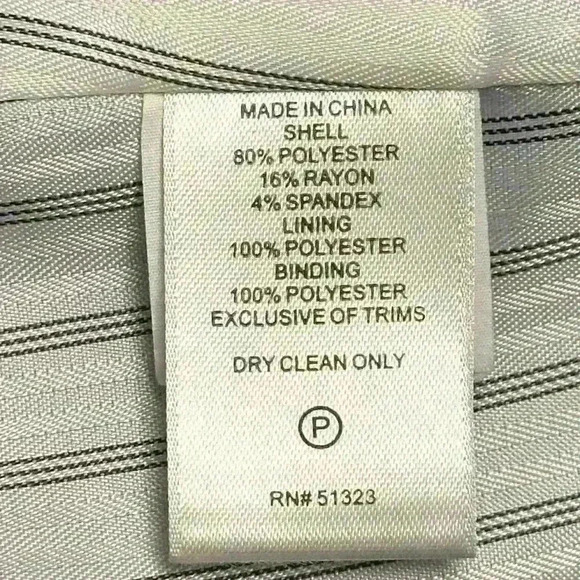 MADE IN CHINA
SHELL
80% POLYESTER
16% RAYON
4% SPANDEX
LINING
100% POLYESTER
BINDING
100% POLYESTER
EXCLUSIVE OF TRIMS
DRY CLEAN ONLY
P
RN# 51323